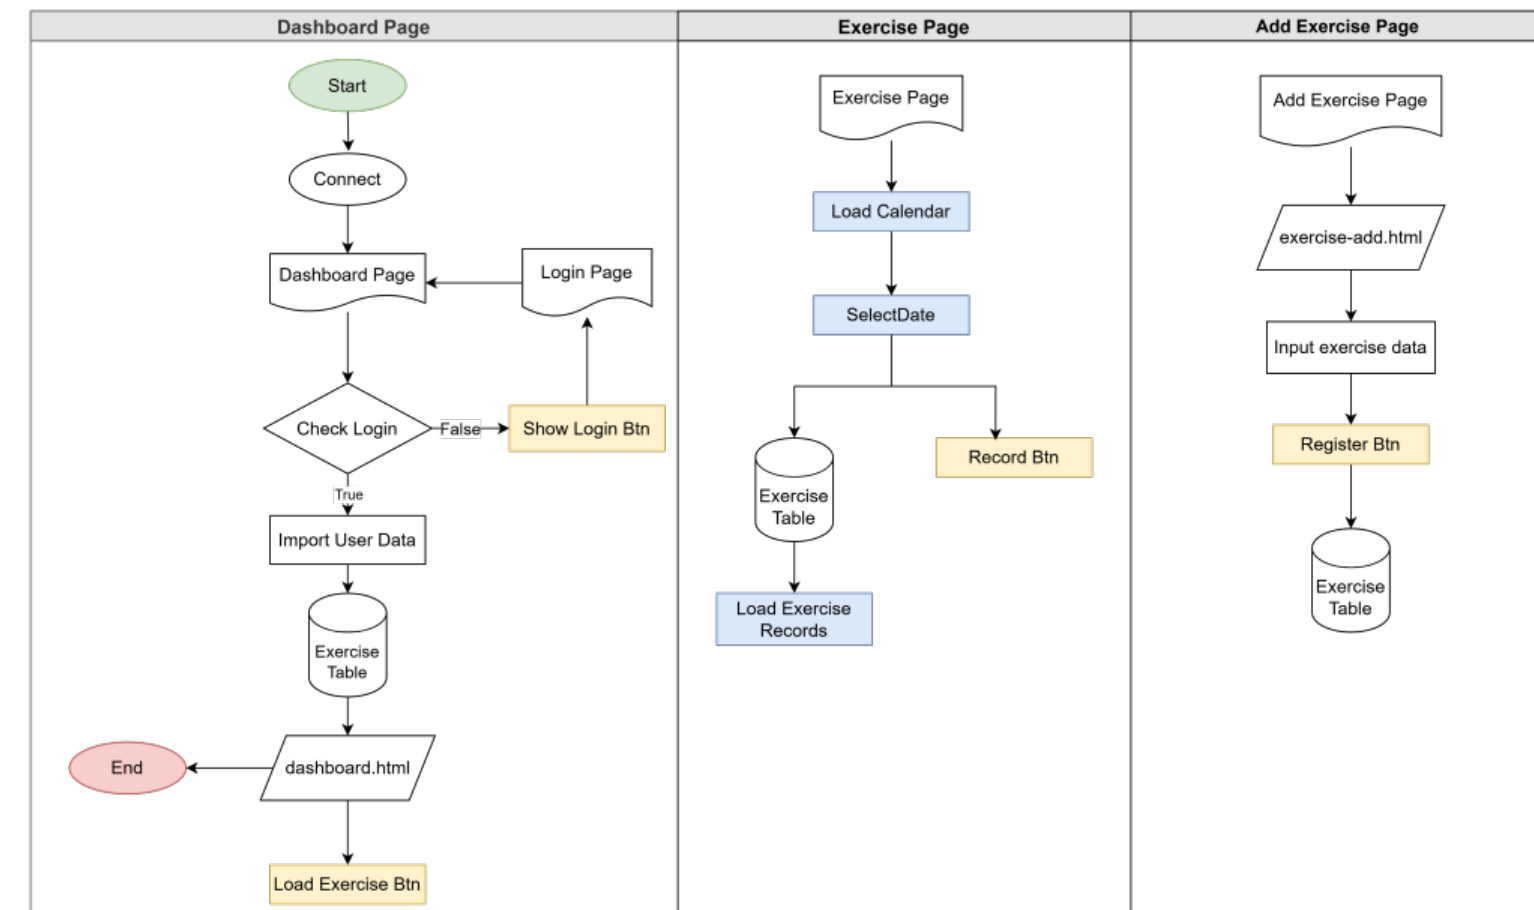 Dashboard Page
Start
Connect
Dashboard Page
Login Page
Check Login
False
Show Login Btn
True
Import User Data
Exercise
Table
End
dashboard.html
Load Exercise Btn
Exercise Page
Exercise Page
Load Calendar
SelectDate
Exercise
Table
Record Btn
Load Exercise
Records
Add Exercise Page
Add Exercise Page
exercise-add.html
Input exercise data
Register Btn
Exercise
Table